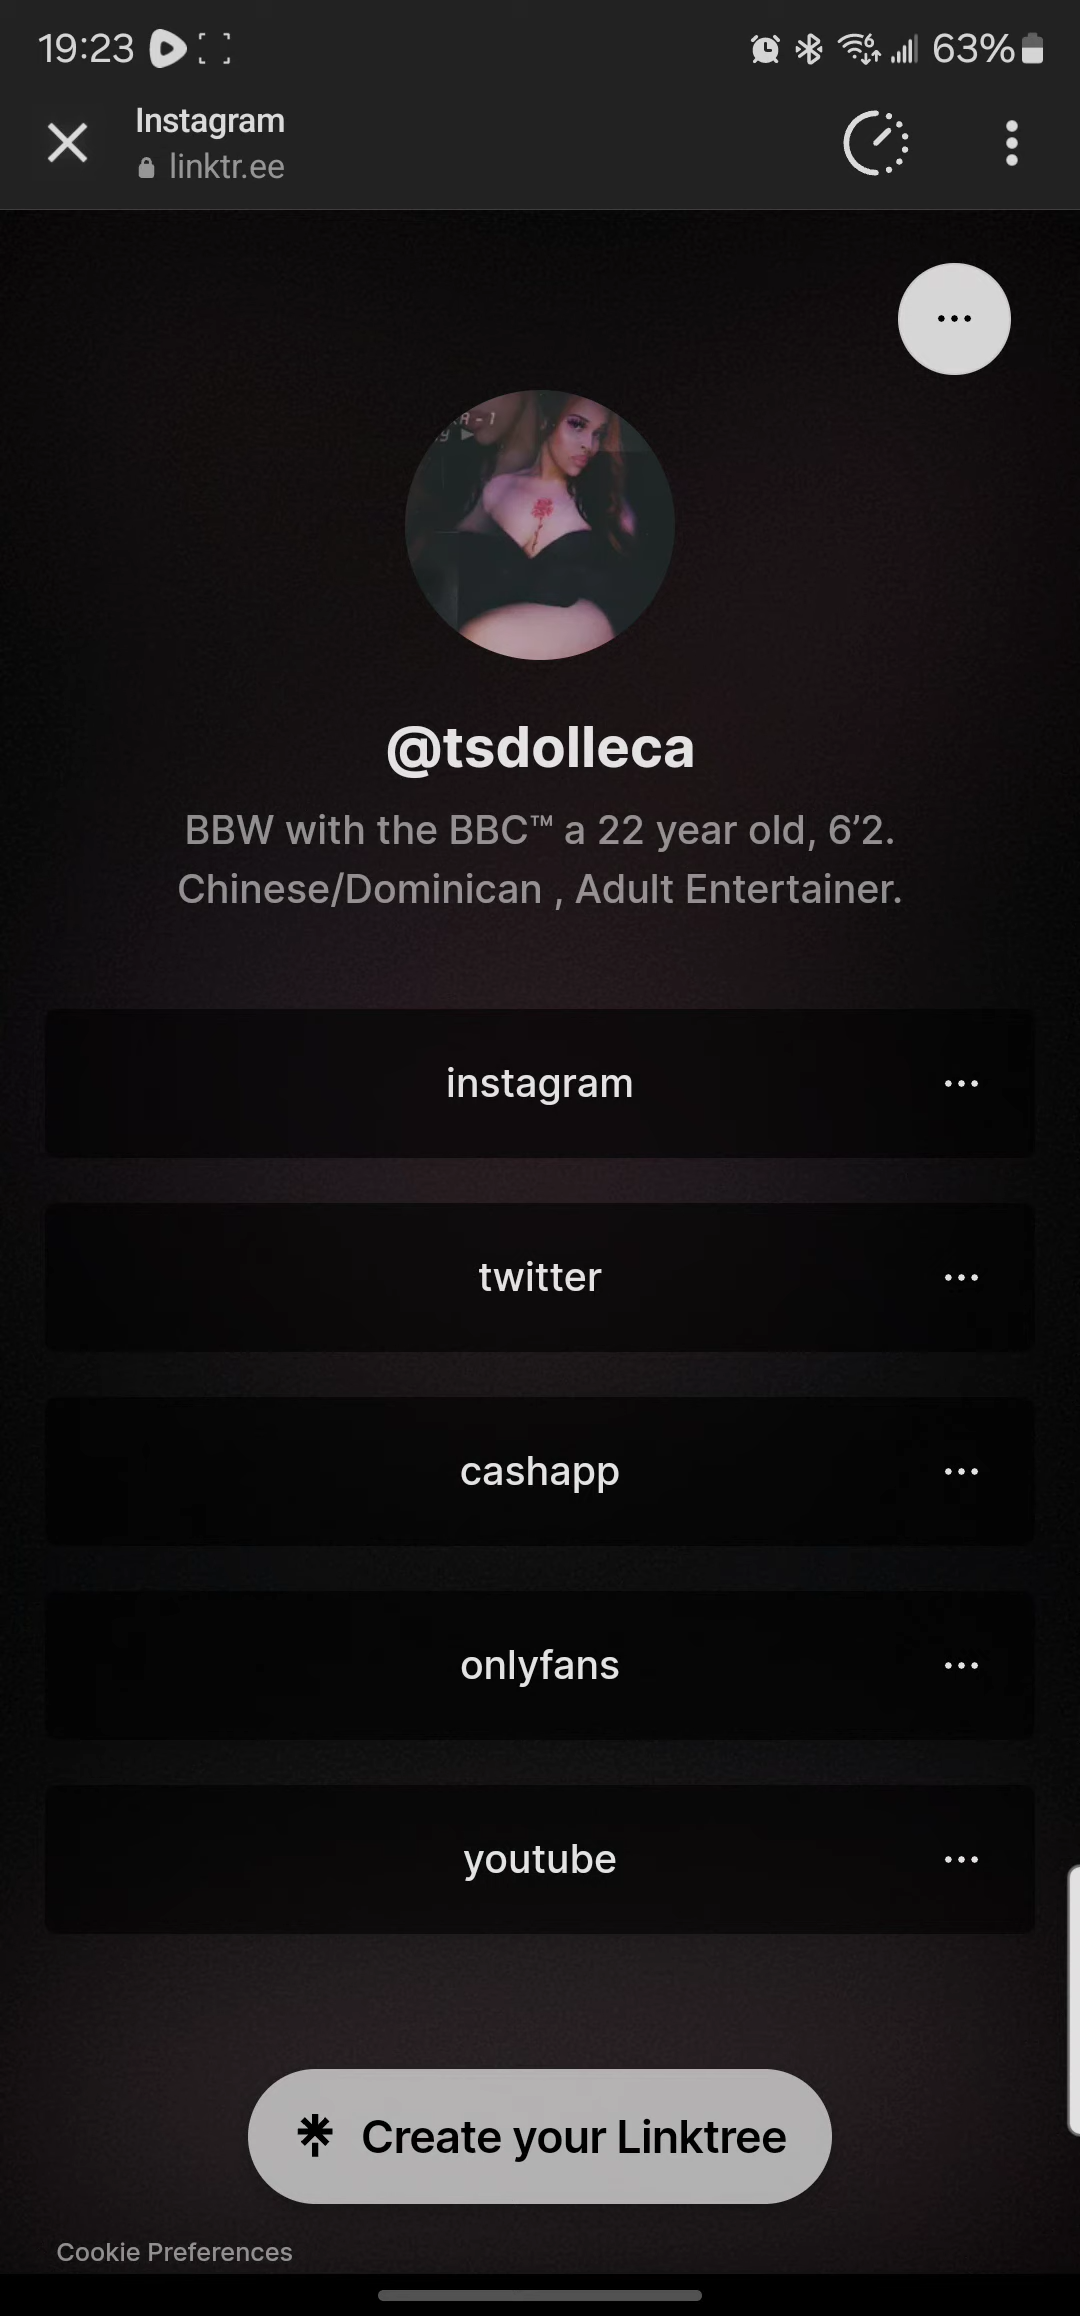 19:23
63%
Instagram
linktr.ee
@tsdolleca
BBW with the BBC™ a 22 year old, 6’2.
Chinese/Dominican , Adult Entertainer.
instagram
twitter
cashapp
onlyfans
youtube
Create your Linktree
Cookie Preferences